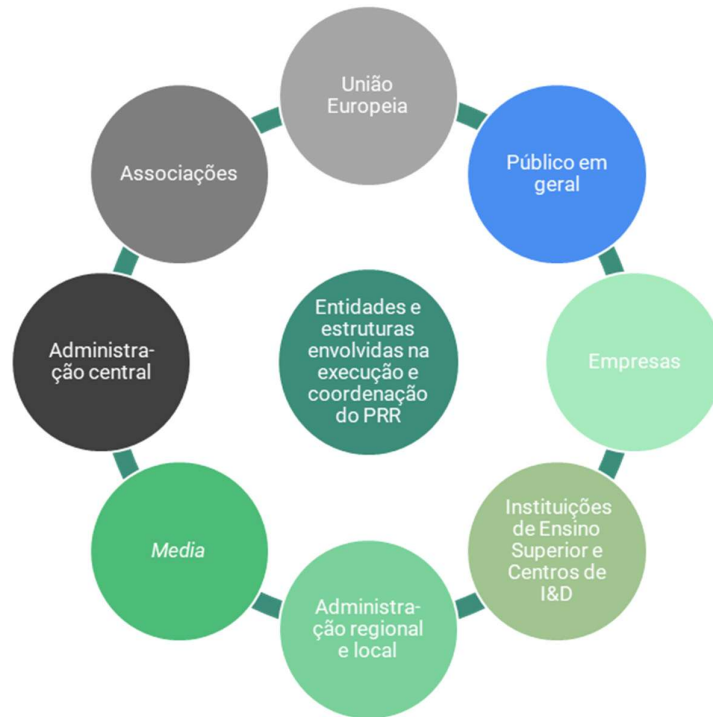 União
Europeia
Público em
geral
Empresas
Instituições
de Ensino
Superior e
Centros de
I&D
Administra-
ção regional
e local
Media
Administra-
ção central
Associações
Entidades e
estruturas
envolvidas na
execução e
coordenação
do PRR